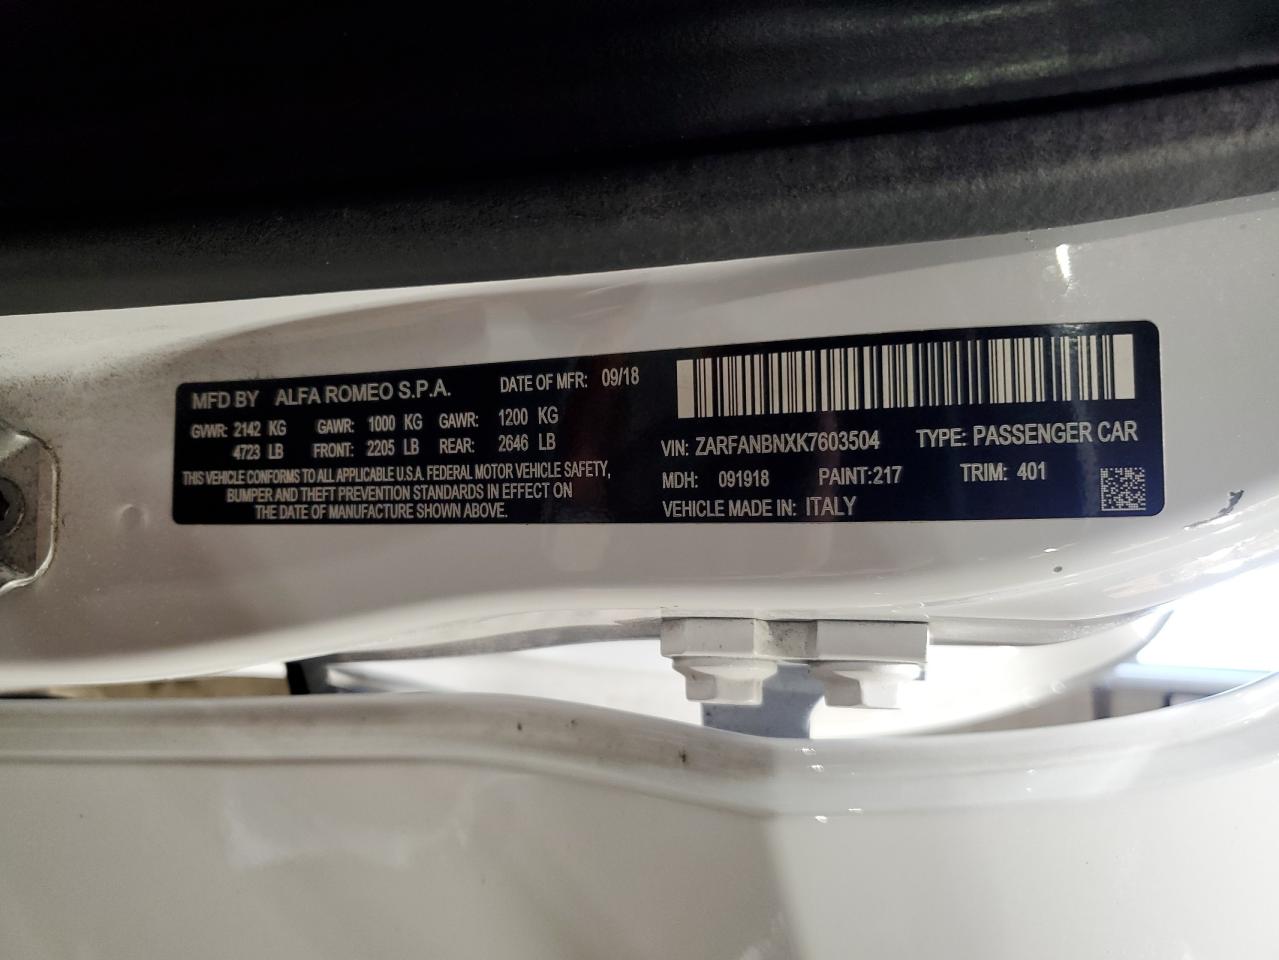 MFD BY ALFA ROMEO S.P.A. DATE OF MFR: 09/18
GVWR: 2142 KG GAWR: 1000 KG GAWR: 1200 KG
4723 LB FRONT: 2205 LB REAR: 2646 LB
THIS VEHICLE CONFORMS TO ALL APPLICABLE U.S.A. FEDERAL MOTOR VEHICLE SAFETY,
BUMPER AND THEFT PREVENTION STANDARDS IN EFFECT ON
THE DATE OF MANUFACTURE SHOWN ABOVE.
VIN: ZARFANBNXK7603504 TYPE: PASSENGER CAR
MDH: 091918 PAINT:217 TRIM: 401
VEHICLE MADE IN: ITALY